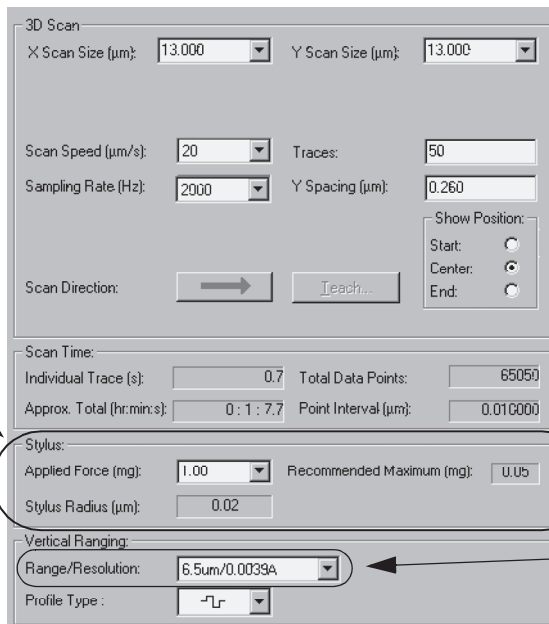 3D Scan
X Scan Size (µm): 13.000 Y Scan Size (µm): 13.000
Scan Speed (µm/s): 20 Traces: 50
Sampling Rate (Hz): 2000 Y Spacing (µm): 0.260
Show Position:
Start:
Center:
Scan Direction: Teach... End:
Scan Time:
Individual Trace (s): 0.7 Total Data Points: 65050
Approx. Total (hr:min:s): 0 : 1 : 7.7 Point Interval (µm): 0.010000
Stylus:
Applied Force (mg): 1.00 Recommended Maximum (mg): 0.05
Stylus Radius (µm): 0.02
Vertical Ranging:
Range/Resolution: 6.5um/0.0039A
Profile Type :